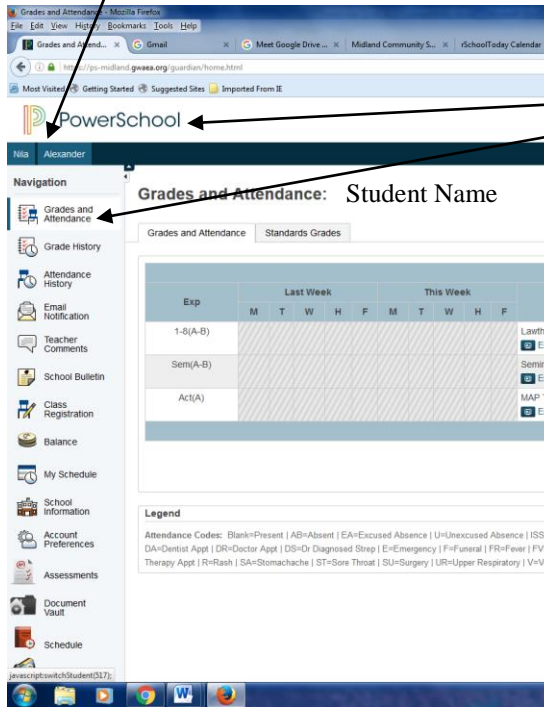 Grades and Attendance - Mozilla Firefox
File Edit View History Bookmarks Tools Help
Grades and Attend... × Gmail × Meet Google Drive ... × Midland Community S... × rSchoolToday Calendar
https://ps-midland.gwaea.org/guardian/home.html
Most Visited Getting Started Suggested Sites Imported From IE
PowerSchool
Nila Alexander
Navigation
Grades and Attendance: Student Name
Grades and
Attendance
Grades and Attendance Standards Grades
Grade History
Attendance
History
Exp Last Week This Week
M T W H F M T W H F
Email
Notification
1-8(A-B) Lawth
E
Teacher
Comments
Sem(A-B) Semin
E
School Bulletin
Act(A) MAP T
E
Class
Registration
Balance
My Schedule
School
Information
Legend
Account
Preferences
Attendance Codes: Blank=Present | AB=Absent | EA=Excused Absence | U=Unexcused Absence | ISS
DA=Dentist Appt | DR=Doctor Appt | DS=Dr Diagnosed Strep | E=Emergency | F=Funeral | FR=Fever | FV
Therapy Appt | R=Rash | SA=Stomachache | ST=Sore Throat | SU=Surgery | UR=Upper Respiratory | V=V
Assessments
Document
Vault
Schedule
javascript:switchStudent(517);